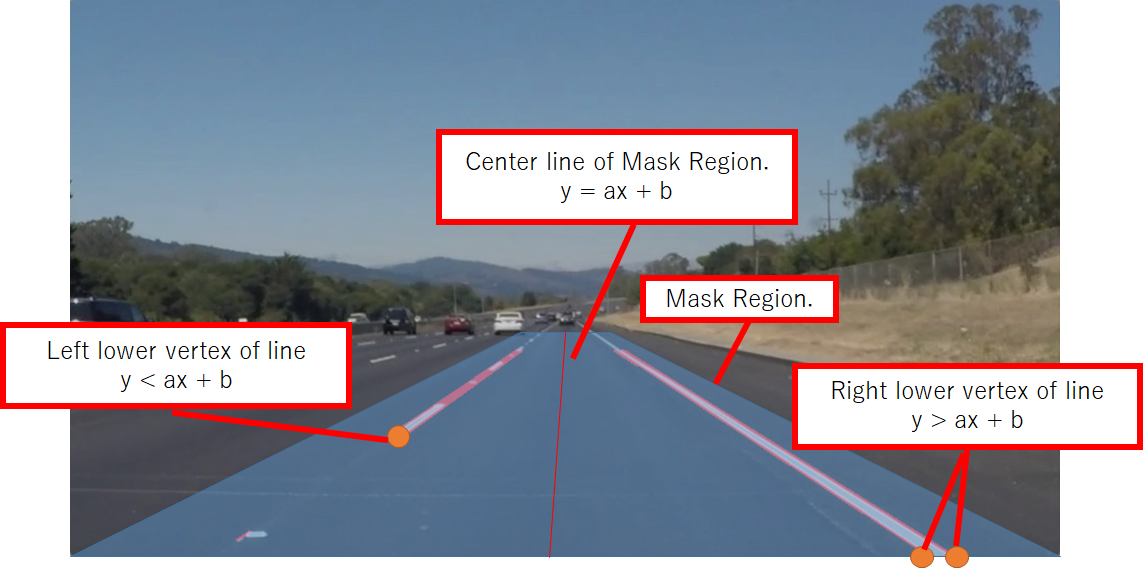 Center line of Mask Region.
y = ax + b
Mask Region.
Left lower vertex of line
y < ax + b
Right lower vertex of line
y > ax + b